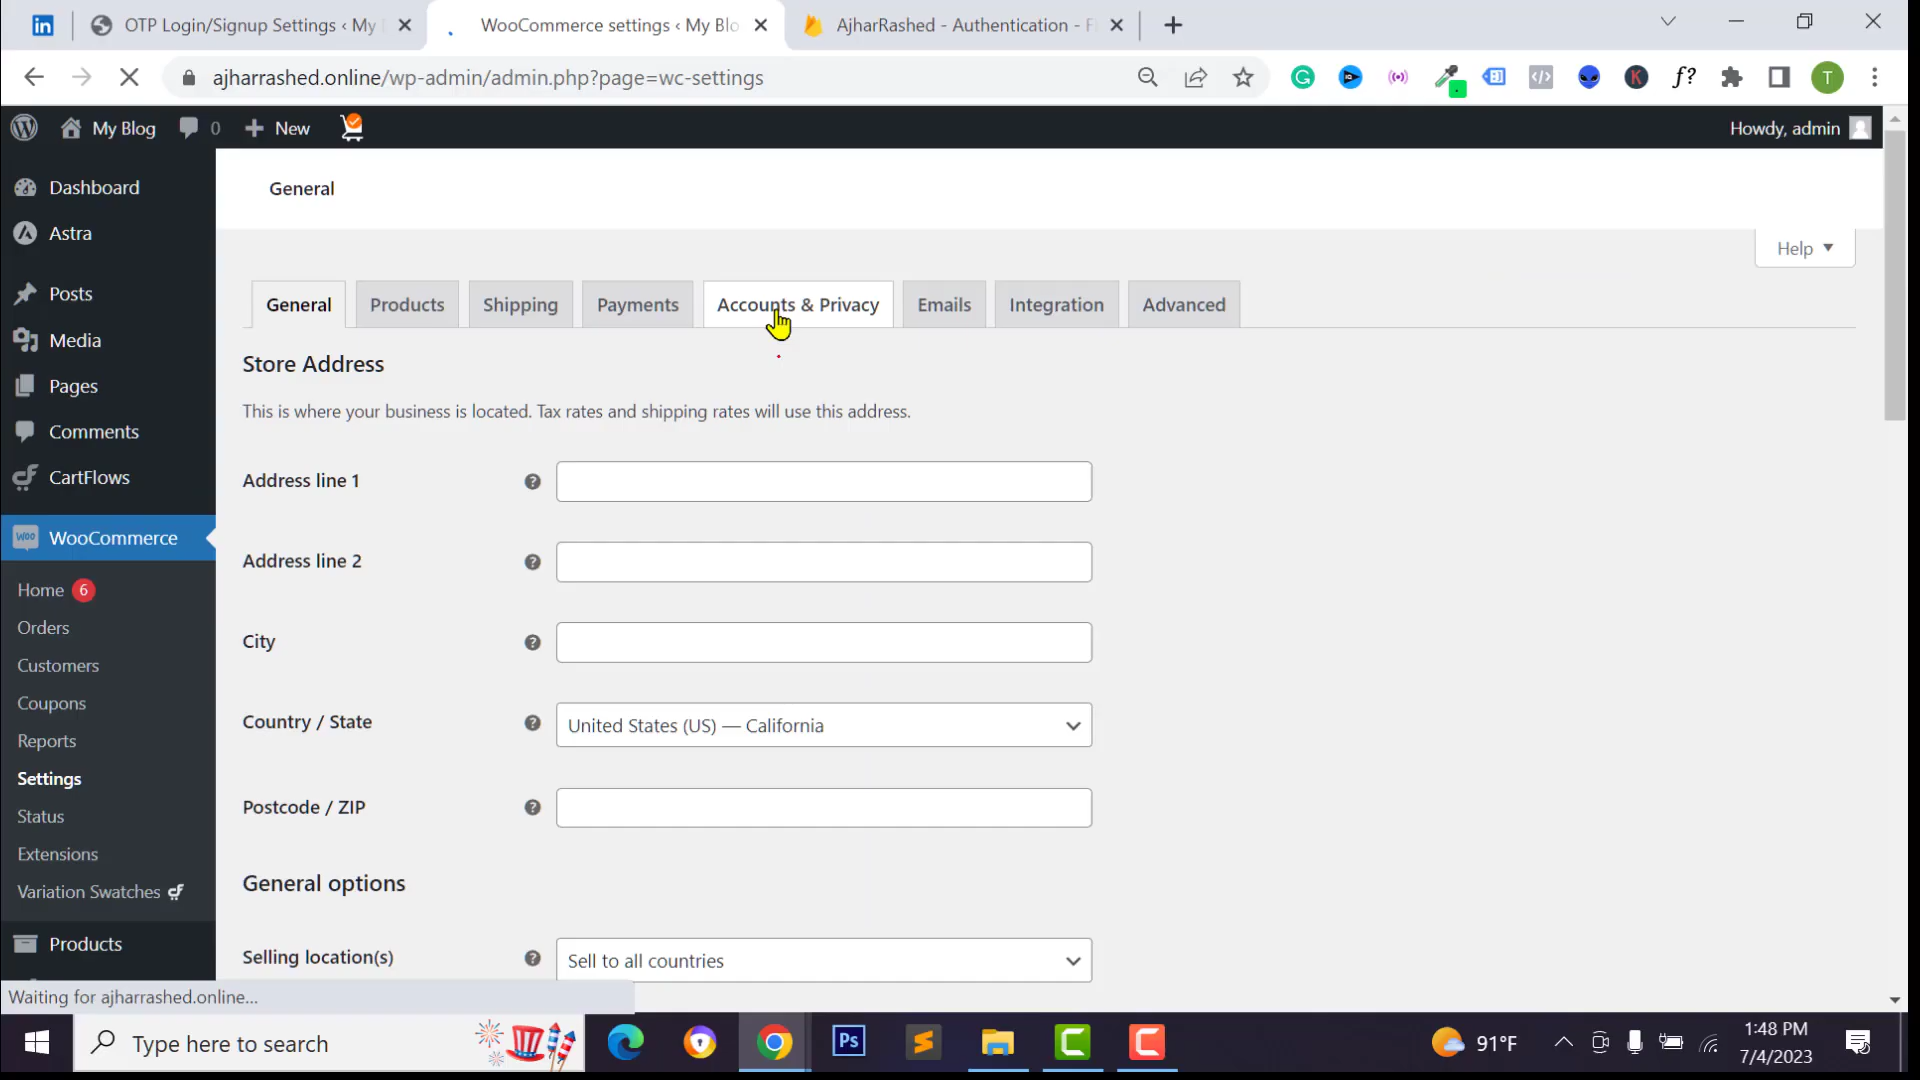 OTP Login/Signup Settings ‹ My
WooCommerce settings ‹ My Blo
AjharRashed - Authentication - F
ajharrashed.online/wp-admin/admin.php?page=wc-settings
f?
T
My Blog
0
New
Howdy, admin
Dashboard
Astra
Posts
Media
Pages
Comments
CartFlows
WooCommerce
Home 6
Orders
Customers
Coupons
Reports
Settings
Status
Extensions
Variation Swatches
Products
General
Help
General
Products
Shipping
Payments
Accounts & Privacy
Emails
Integration
Advanced
Store Address
This is where your business is located. Tax rates and shipping rates will use this address.
Address line 1
Address line 2
City
Country / State
United States (US) — California
Postcode / ZIP
General options
Selling location(s)
Sell to all countries
Waiting for ajharrashed.online...
Type here to search
Ps
91°F
1:48 PM
7/4/2023